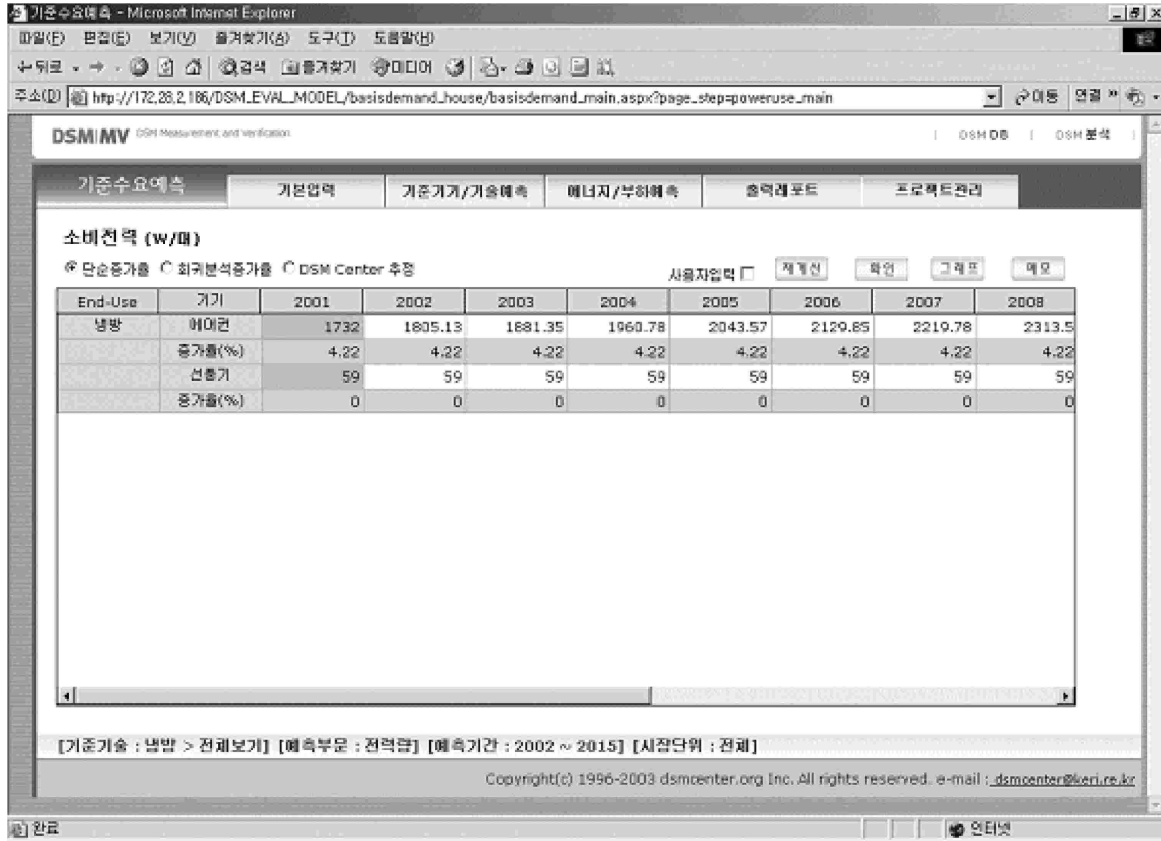 기준수요예측 - Microsoft Internet Explorer
파일(F) 편집(E) 보기(V) 즐겨찾기(A) 도구(T) 도움말(H)
뒤로 검색 즐겨찾기 미디어
주소(D) http://172.28.2.186/DSM_EVAL_MODEL/basisdemand_house/basisdemand_main.aspx?page_step=poweruse_main 이동 연결 »
DSM MV DSM Measurement and Verification | DSM DB | DSM 분석 |
기준수요예측 기본입력 기준기기/기술예측 에너지/부하예측 출력레포트 프로젝트관리
소비전력 (W/대)
단순증가율 회귀분석증가율 DSM Center 추정
사용자입력 재계산 확인 그래프 메모
End-Use 기기 2001 2002 2003 2004 2005 2006 2007 2008
냉방 에어컨 1732 1805.13 1881.35 1960.78 2043.57 2129.85 2219.78 2313.5
증가율(%) 4.22 4.22 4.22 4.22 4.22 4.22 4.22 4.22
선풍기 59 59 59 59 59 59 59 59
증가율(%) 0 0 0 0 0 0 0 0
[기준기술 : 냉방 > 전체보기] [예측부문 : 전력량] [예측기간 : 2002 ~ 2015] [시장단위 : 전체]
Copyright(c) 1996-2003 dsmcenter.org Inc. All rights reserved. e-mail : dsmcenter@keri.re.kr
완료 인터넷